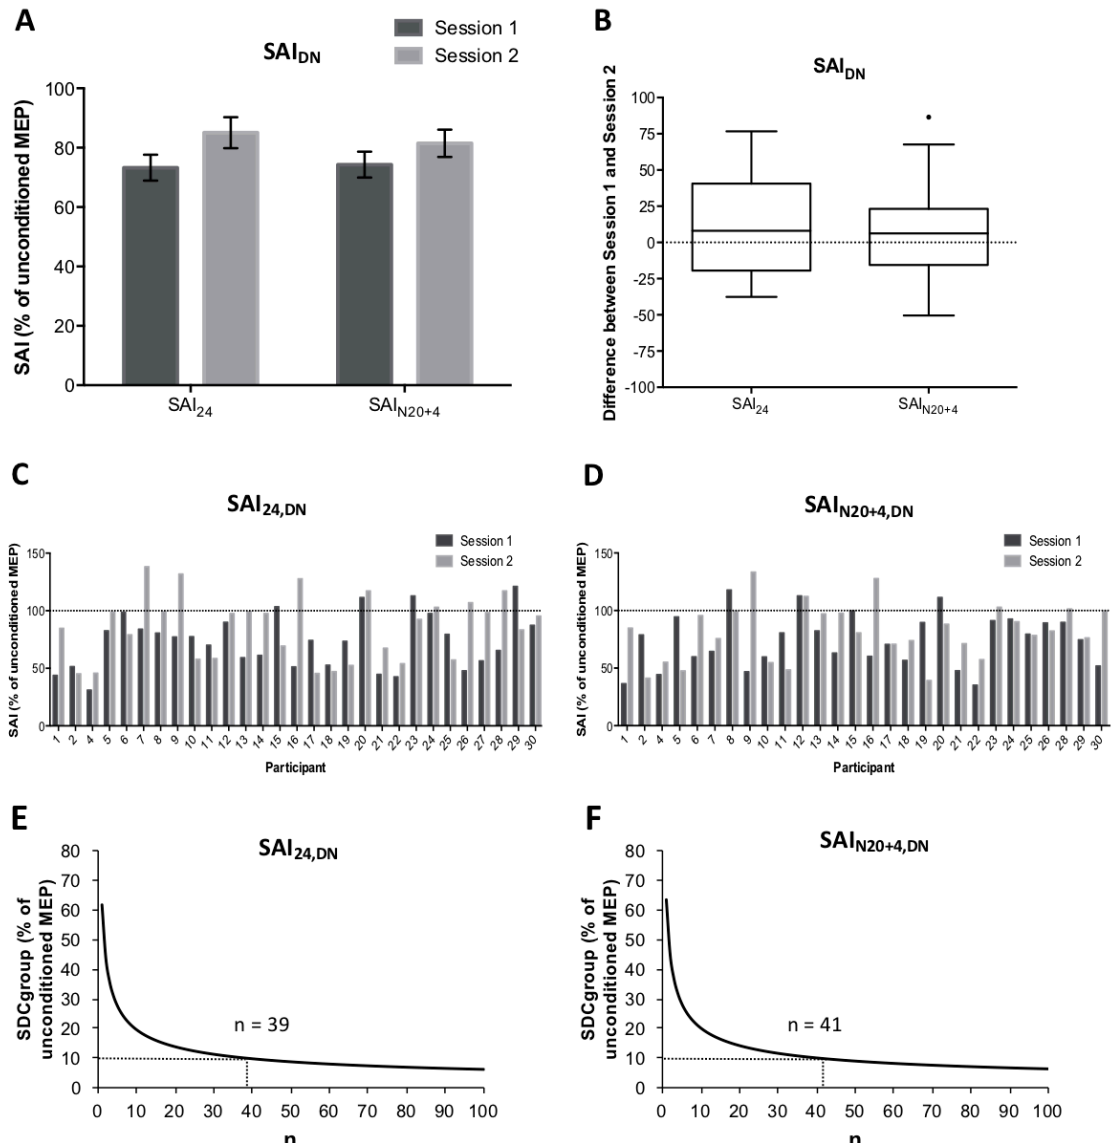 A
Session 1
Session 2
SAIDN
SAI (% of unconditioned MEP)
100
80
60
40
20
0
SAI24
SAIN20+4
B
SAIDN
Difference between Session 1 and Session 2
100
75
50
25
0
-25
-50
-75
-100
SAI24
SAIN20+4
C
SAI24,DN
Session 1
Session 2
SAI (% of unconditioned MEP)
150
100
50
0
1 2 4 5 6 7 8 9 10 11 12 13 14 15 16 17 18 19 20 21 22 23 24 25 26 27 28 29 30
Participant
D
SAIN20+4,DN
Session 1
Session 2
SAI (% of unconditioned MEP)
150
100
50
0
1 2 4 5 6 7 8 9 10 11 12 13 14 15 16 17 18 19 20 21 22 23 24 25 26 28 29 30
Participant
E
SAI24,DN
SDCgroup (% of
unconditioned MEP)
80
70
60
50
40
30
20
10
0
n = 39
0 10 20 30 40 50 60 70 80 90 100
n
F
SAIN20+4,DN
SDCgroup (% of
unconditioned MEP)
80
70
60
50
40
30
20
10
0
n = 41
0 10 20 30 40 50 60 70 80 90 100
n